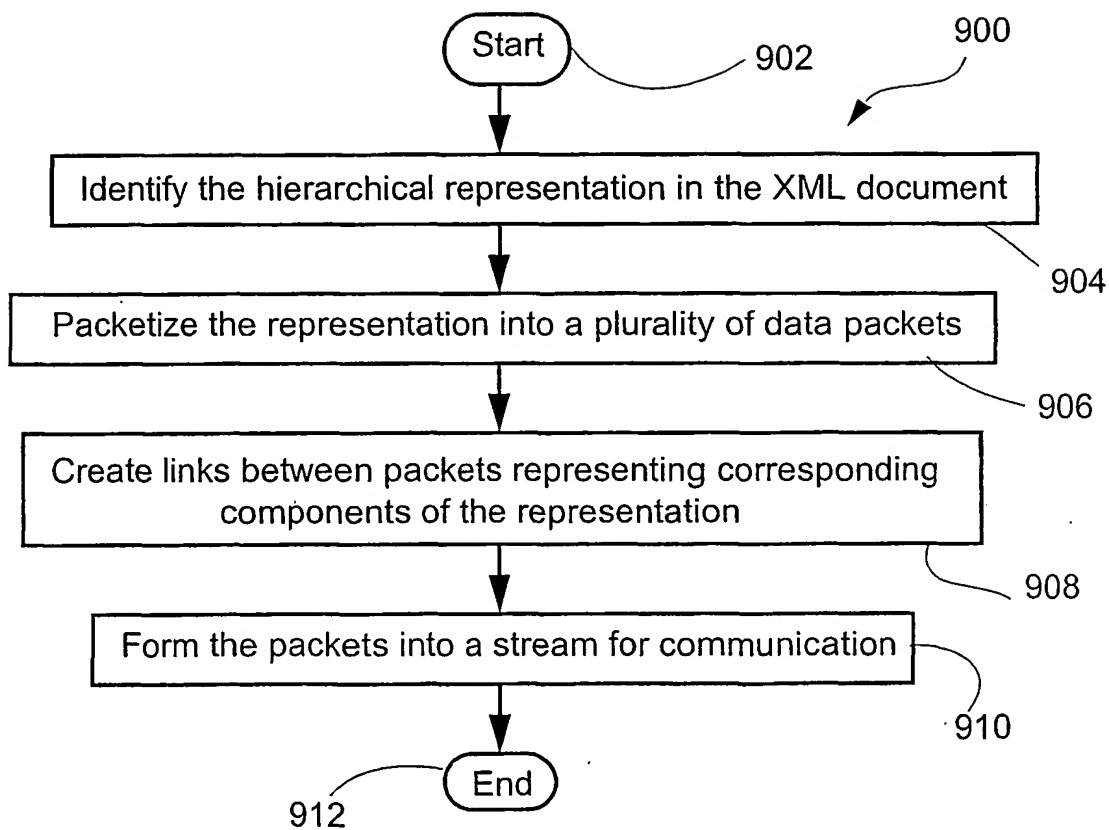 Start
902
900
Identify the hierarchical representation in the XML document
904
Packetize the representation into a plurality of data packets
906
Create links between packets representing corresponding
components of the representation
908
Form the packets into a stream for communication
910
End
912